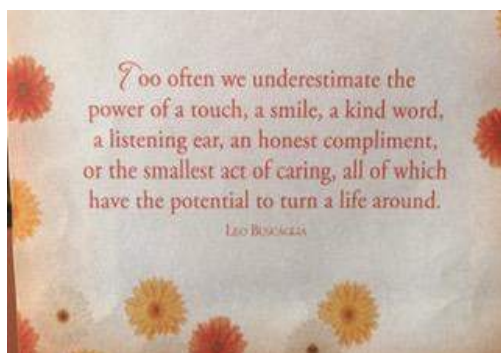 Too often we underestimate the
power of a touch, a smile, a kind word,
a listening ear, an honest compliment,
or the smallest act of caring, all of which
have the potential to turn a life around.
LEO BUSCAGLIA